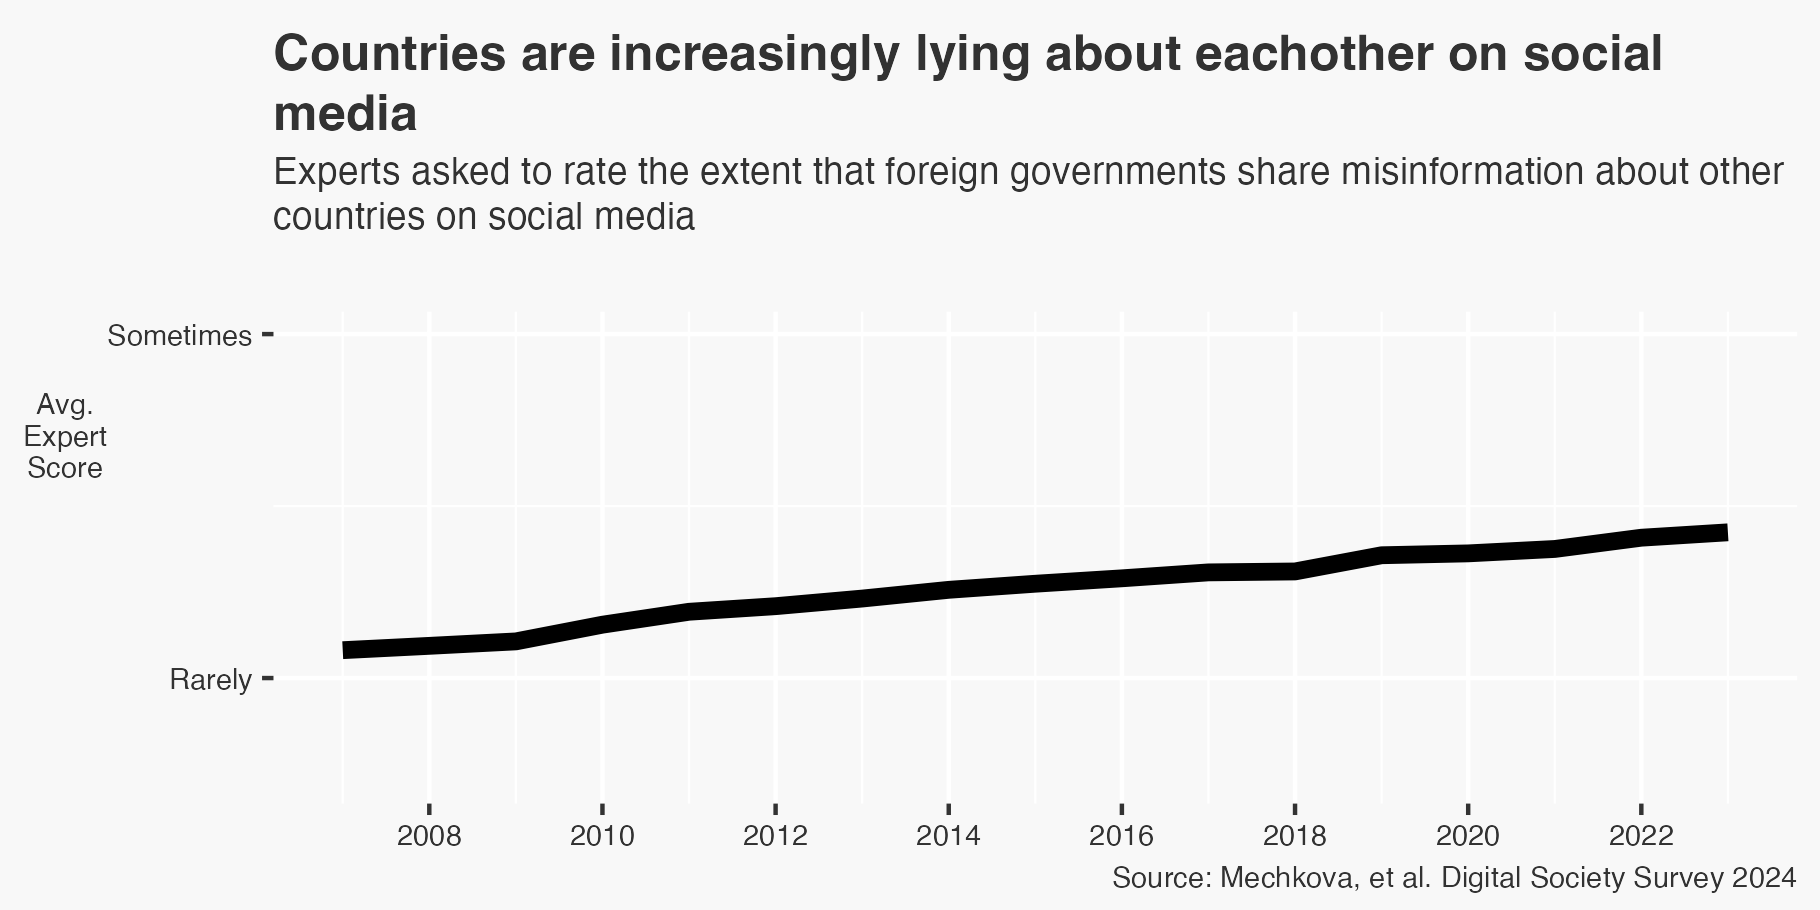 Countries are increasingly lying about eachother on social
media
Experts asked to rate the extent that foreign governments share misinformation about other
countries on social media
Sometimes
Avg.
Expert
Score
Rarely
2008 2010 2012 2014 2016 2018 2020 2022
Source: Mechkova, et al. Digital Society Survey 2024